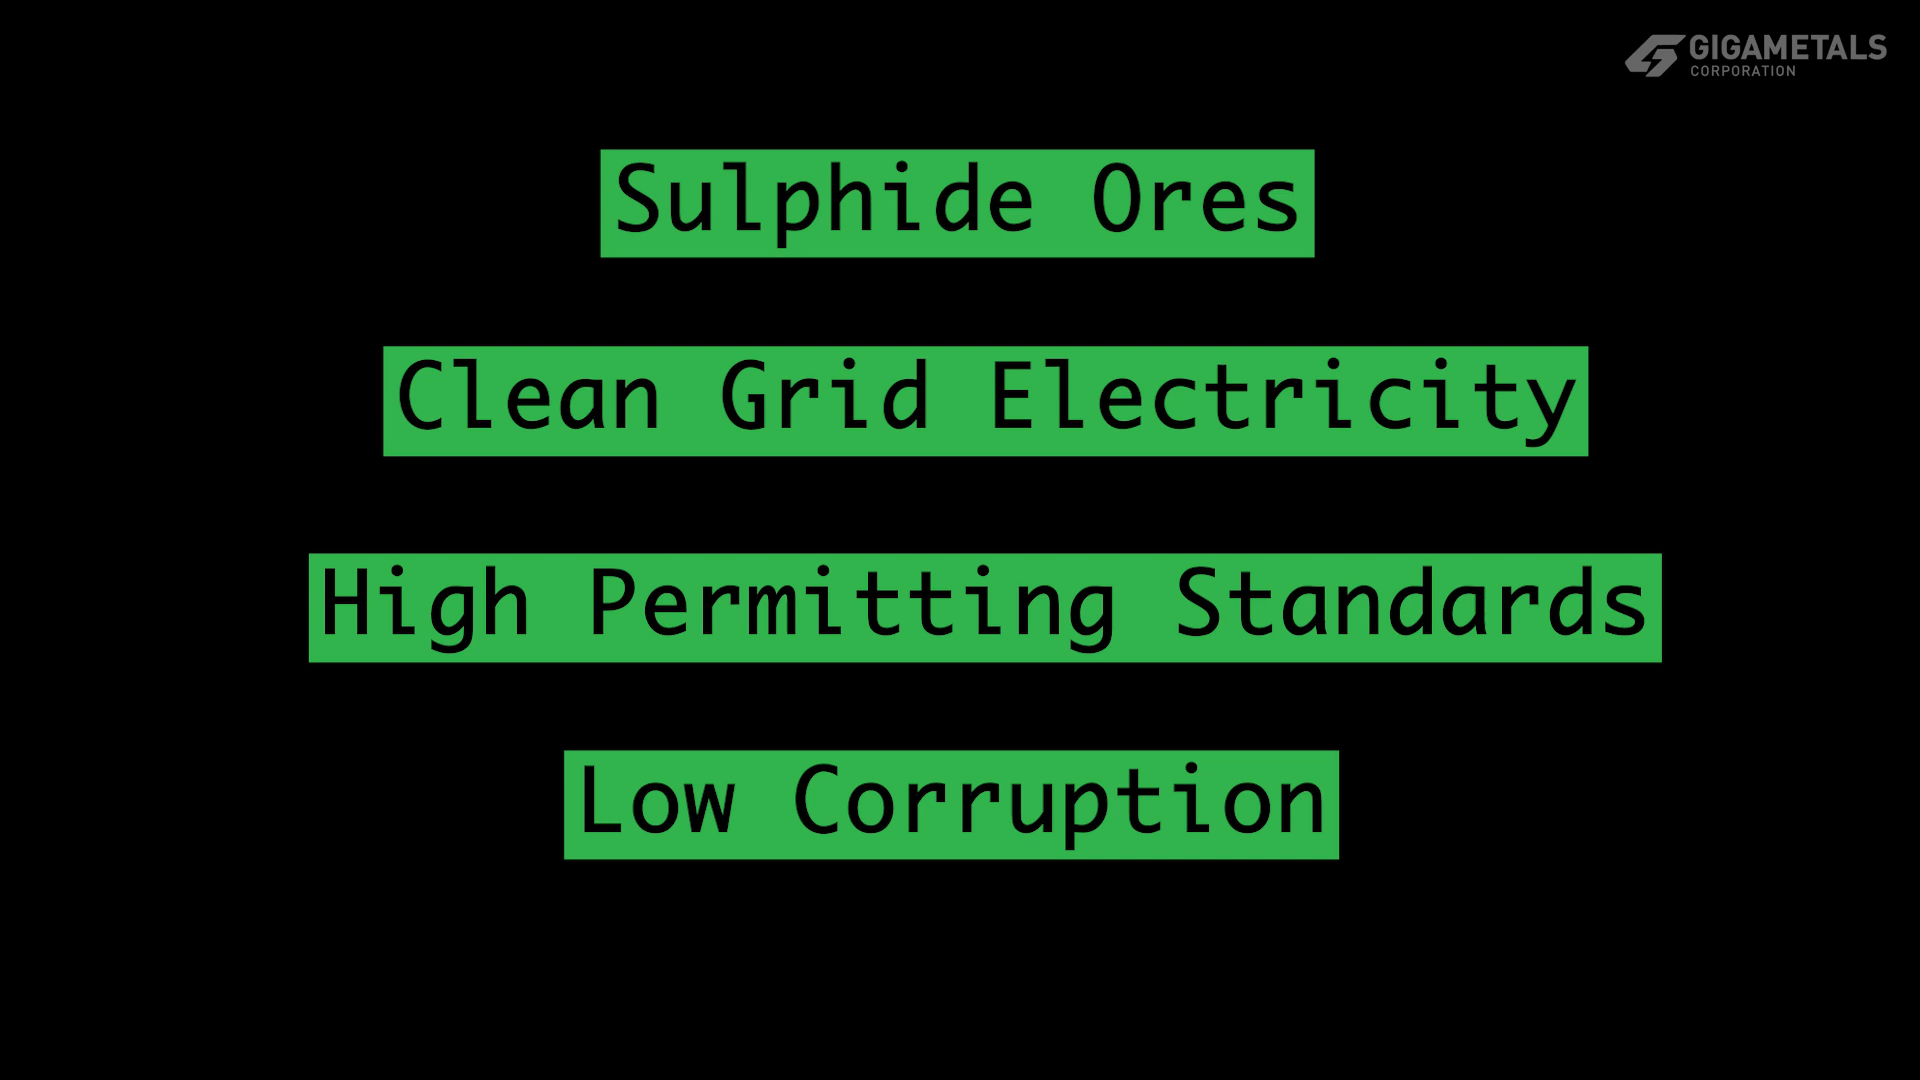 GIGAMETALS
CORPORATION
Sulphide Ores
Clean Grid Electricity
High Permitting Standards
Low Corruption